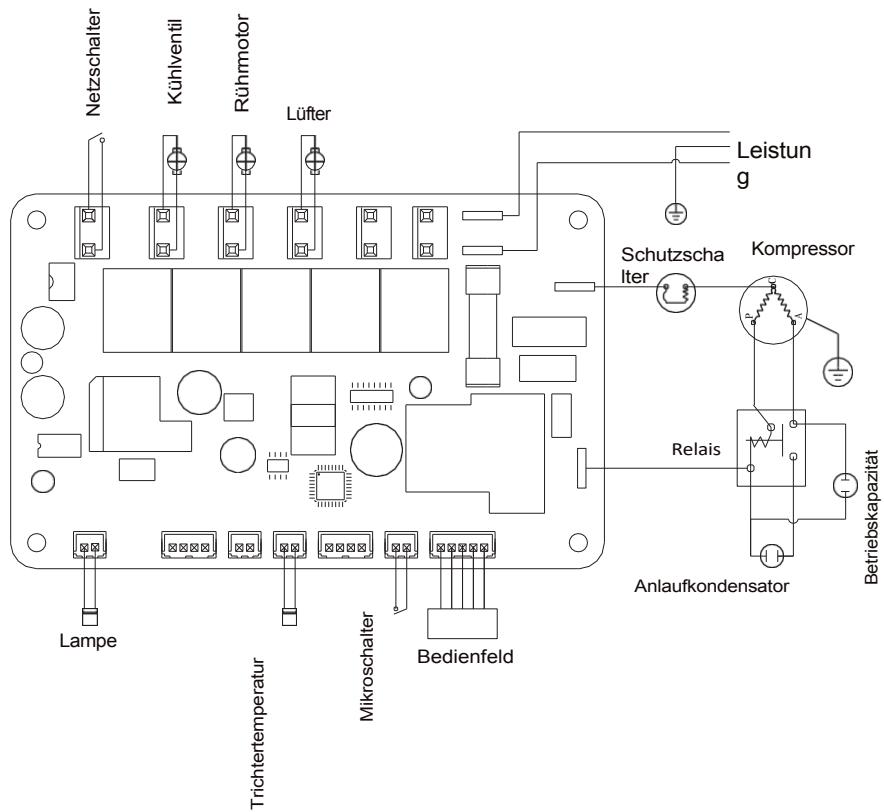 Netzschalter
Kühlventil
Rührmotor
Lüfter
Leistun
g
Schutzscha
lter
Kompressor
C
P
A
Relais
Betriebskapazität
Anlaufkondensator
Lampe
Trichtertemperatur
Mikroschalter
Bedienfeld